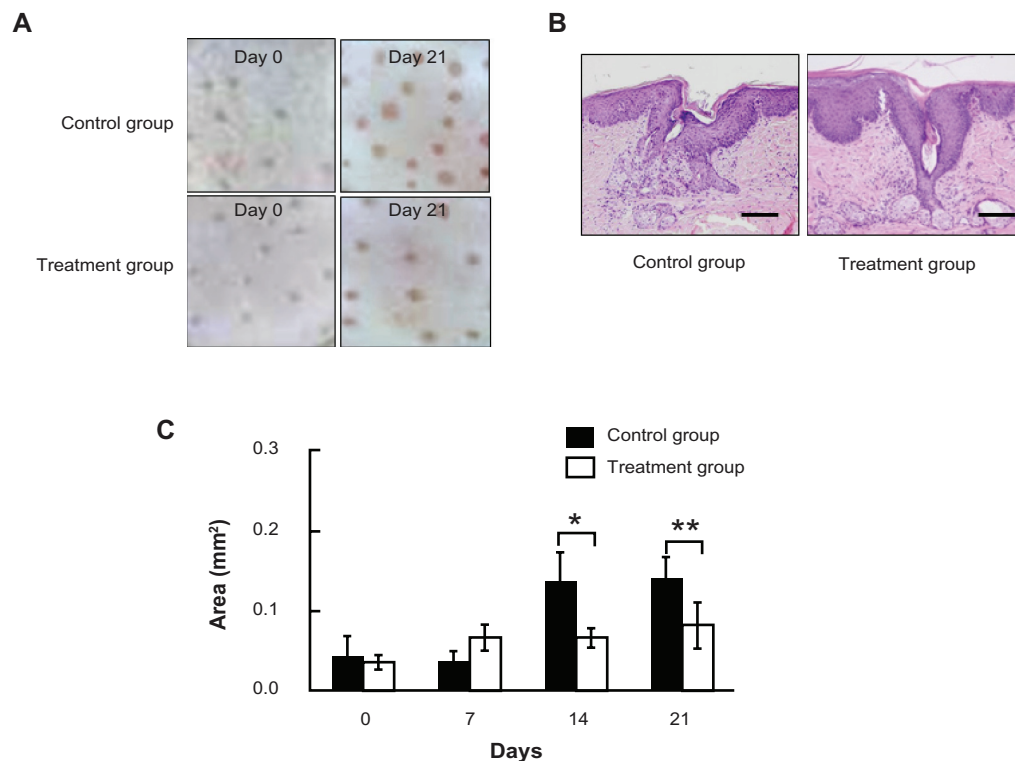 A
Day 0
Day 21
Control group
Day 0
Day 21
Treatment group
B
Control group
Treatment group
C
Control group
Treatment group
0.3
0.2
0.1
0.0
Area (mm²)
*
**
0
7
14
21
Days